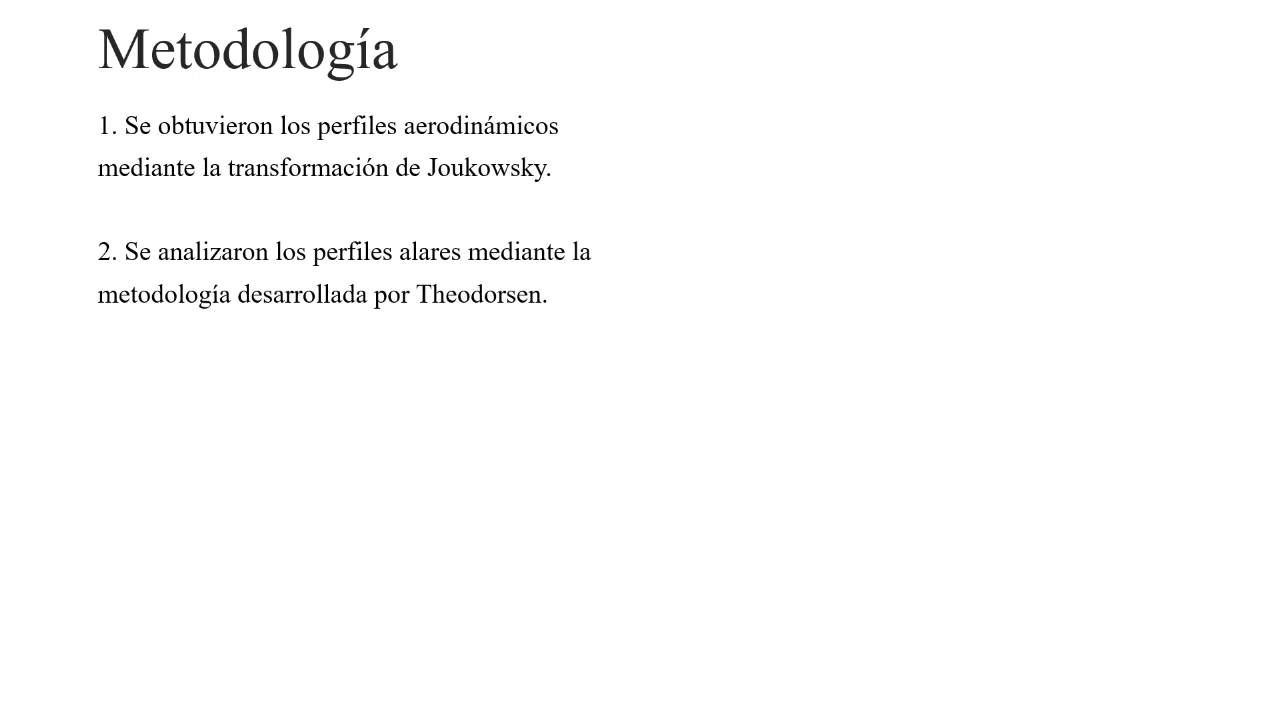 Metodología
1. Se obtuvieron los perfiles aerodinámicos
mediante la transformación de Joukowsky.
2. Se analizaron los perfiles alares mediante la
metodología desarrollada por Theodorsen.